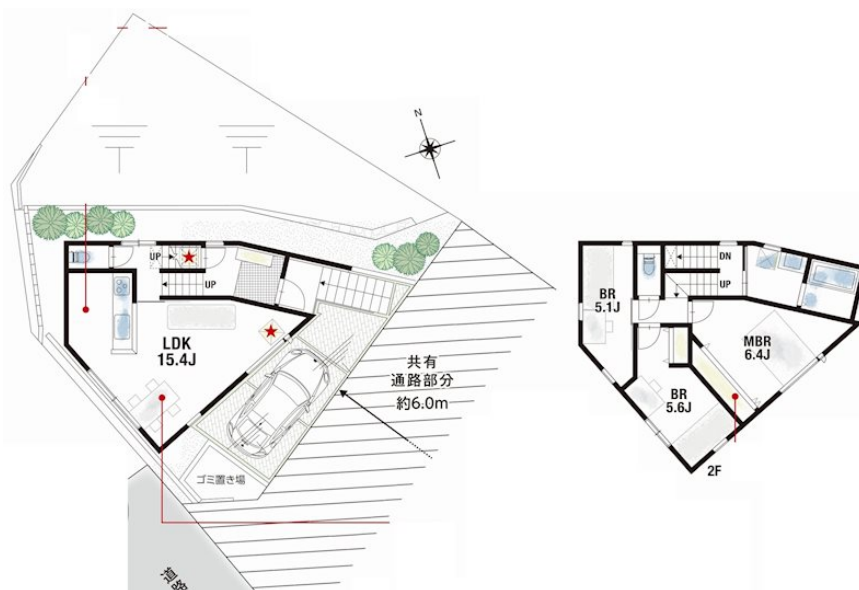 N
UP
UP
LDK
15.4J
共有
通路部分
約6.0m
ゴミ置き場
道路
BR
5.1J
DN
UP
MBR
6.4J
BR
5.6J
2F